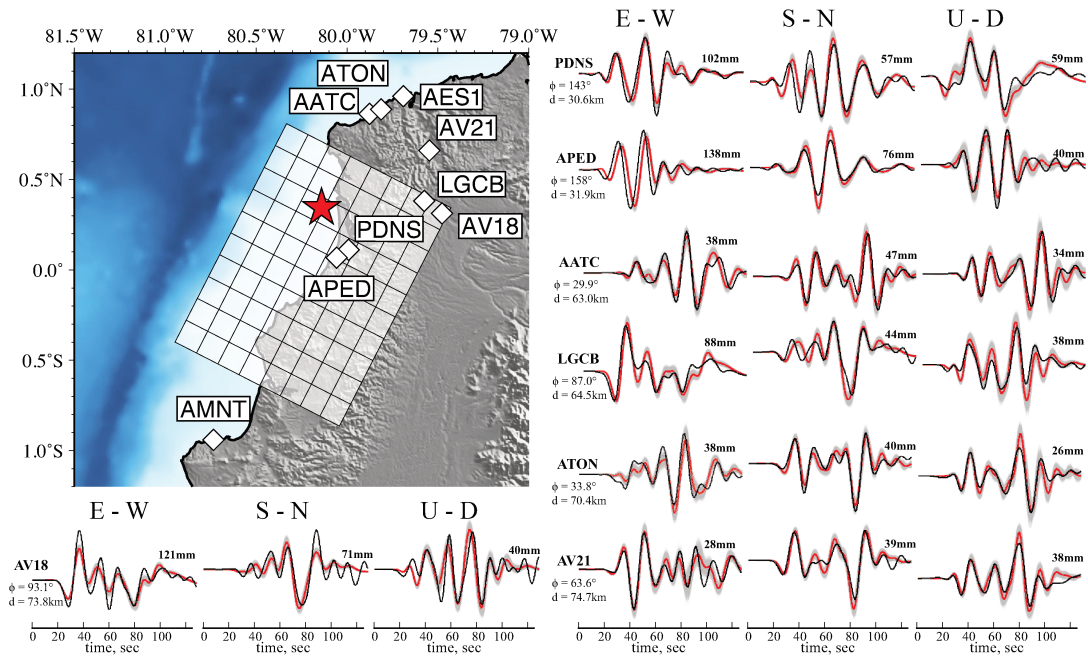 81.5°W 81.0°W 80.5°W 80.0°W 79.5°W 79.0°W
1.0°N
0.5°N
0.0°
0.5°S
1.0°S
ATON
AATC
AES1
AV21
LGCB
AV18
PDNS
APED
AMNT
E - W S - N U - D
AV18
ϕ = 93.1°
d = 73.8km
121mm 71mm 40mm
0 20 40 60 80 100 0 20 40 60 80 100 0 20 40 60 80 100
time, sec time, sec time, sec
E - W S - N U - D
PDNS
ϕ = 143°
d = 30.6km
102mm 57mm 59mm
APED
ϕ = 158°
d = 31.9km
138mm 76mm 40mm
AATC
ϕ = 29.9°
d = 63.0km
38mm 47mm 34mm
LGCB
ϕ = 87.0°
d = 64.5km
88mm 44mm 38mm
ATON
ϕ = 33.8°
d = 70.4km
38mm 40mm 26mm
AV21
ϕ = 63.6°
d = 74.7km
28mm 39mm 38mm
0 20 40 60 80 100 0 20 40 60 80 100 0 20 40 60 80 100
time, sec time, sec time, sec